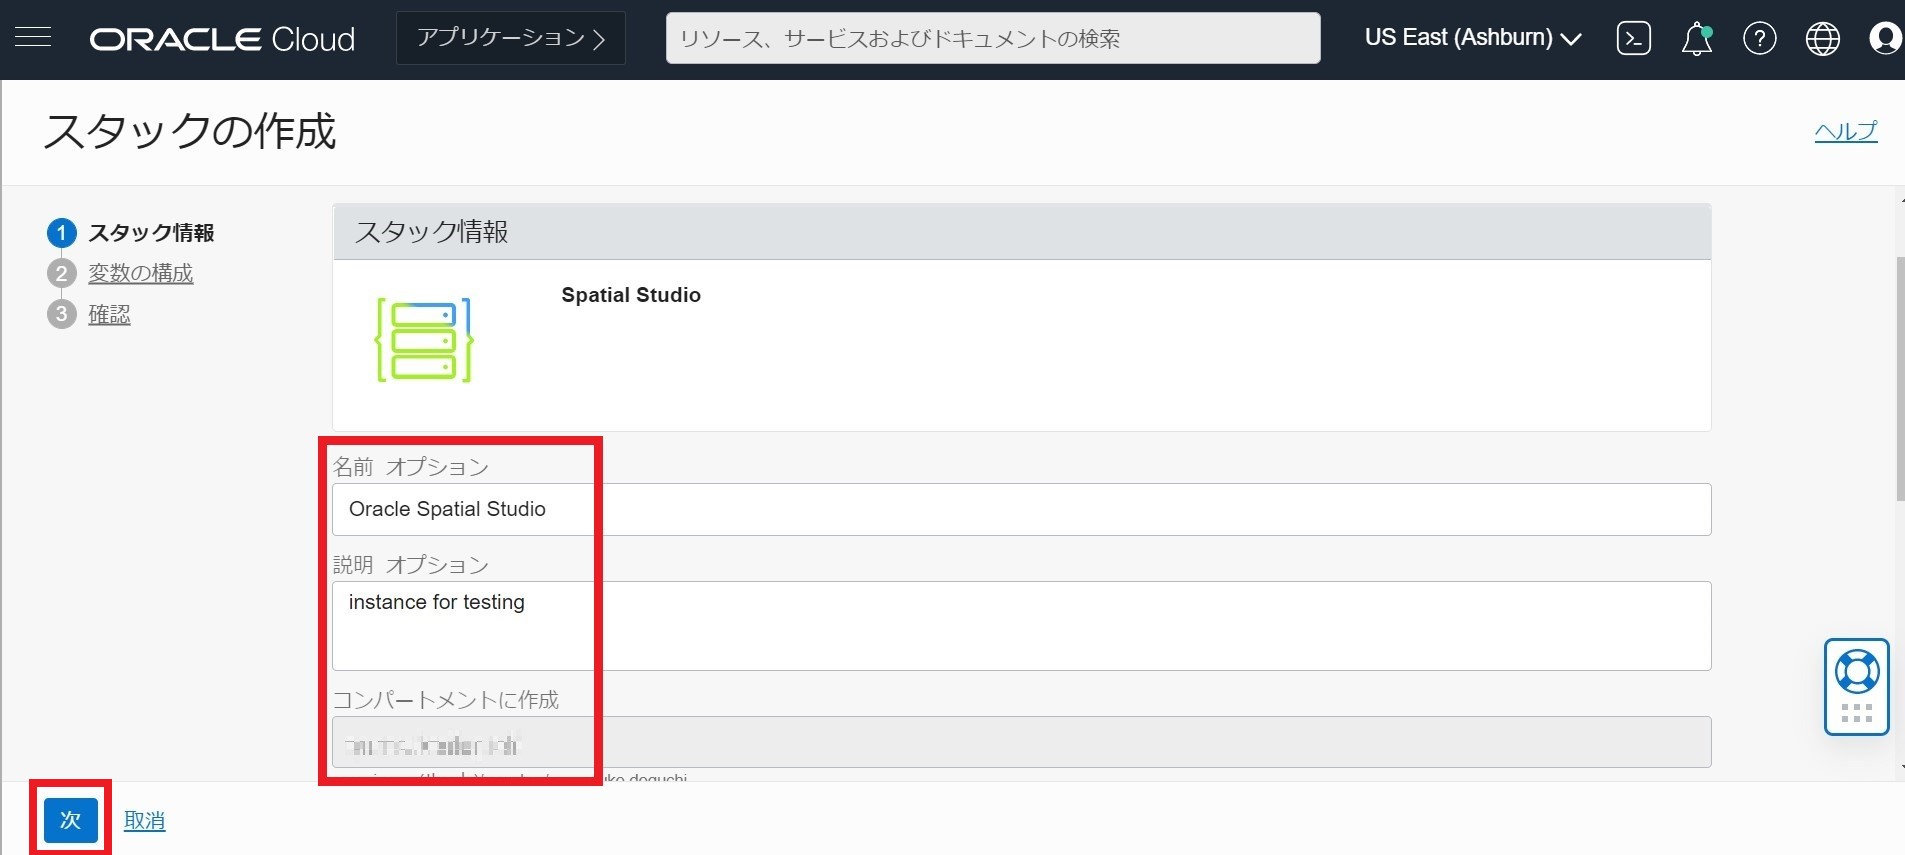 ORACLE Cloud
アプリケーション
リソース、サービスおよびドキュメントの検索
US East (Ashburn)
スタックの作成
ヘルプ
1 スタック情報
2 変数の構成
3 確認
スタック情報
Spatial Studio
名前 オプション
Oracle Spatial Studio
説明 オプション
instance for testing
コンパートメントに作成
次
取消